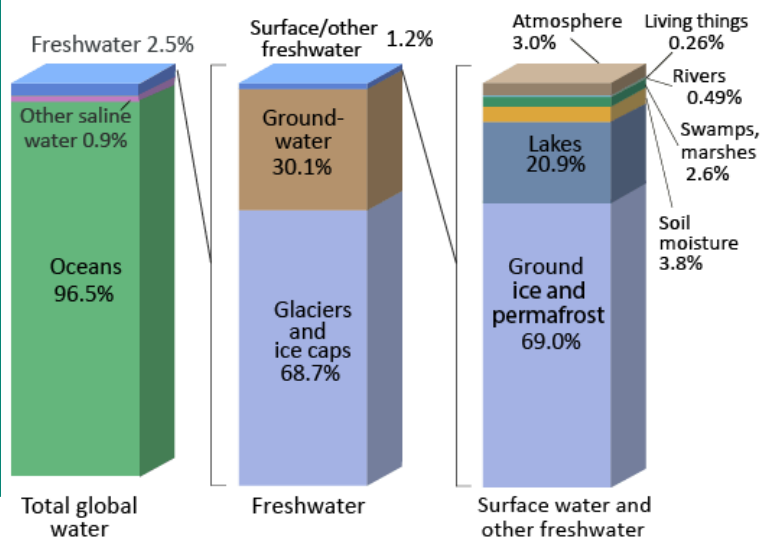 Freshwater 2.5%
Other saline
water 0.9%
Oceans
96.5%
Total global
water
Surface/other
freshwater 1.2%
Ground-
water
30.1%
Glaciers
and
ice caps
68.7%
Freshwater
Atmosphere
3.0%
Living things
0.26%
Rivers
0.49%
Swamps,
marshes
2.6%
Soil
moisture
3.8%
Lakes
20.9%
Ground
ice and
permafrost
69.0%
Surface water and
other freshwater